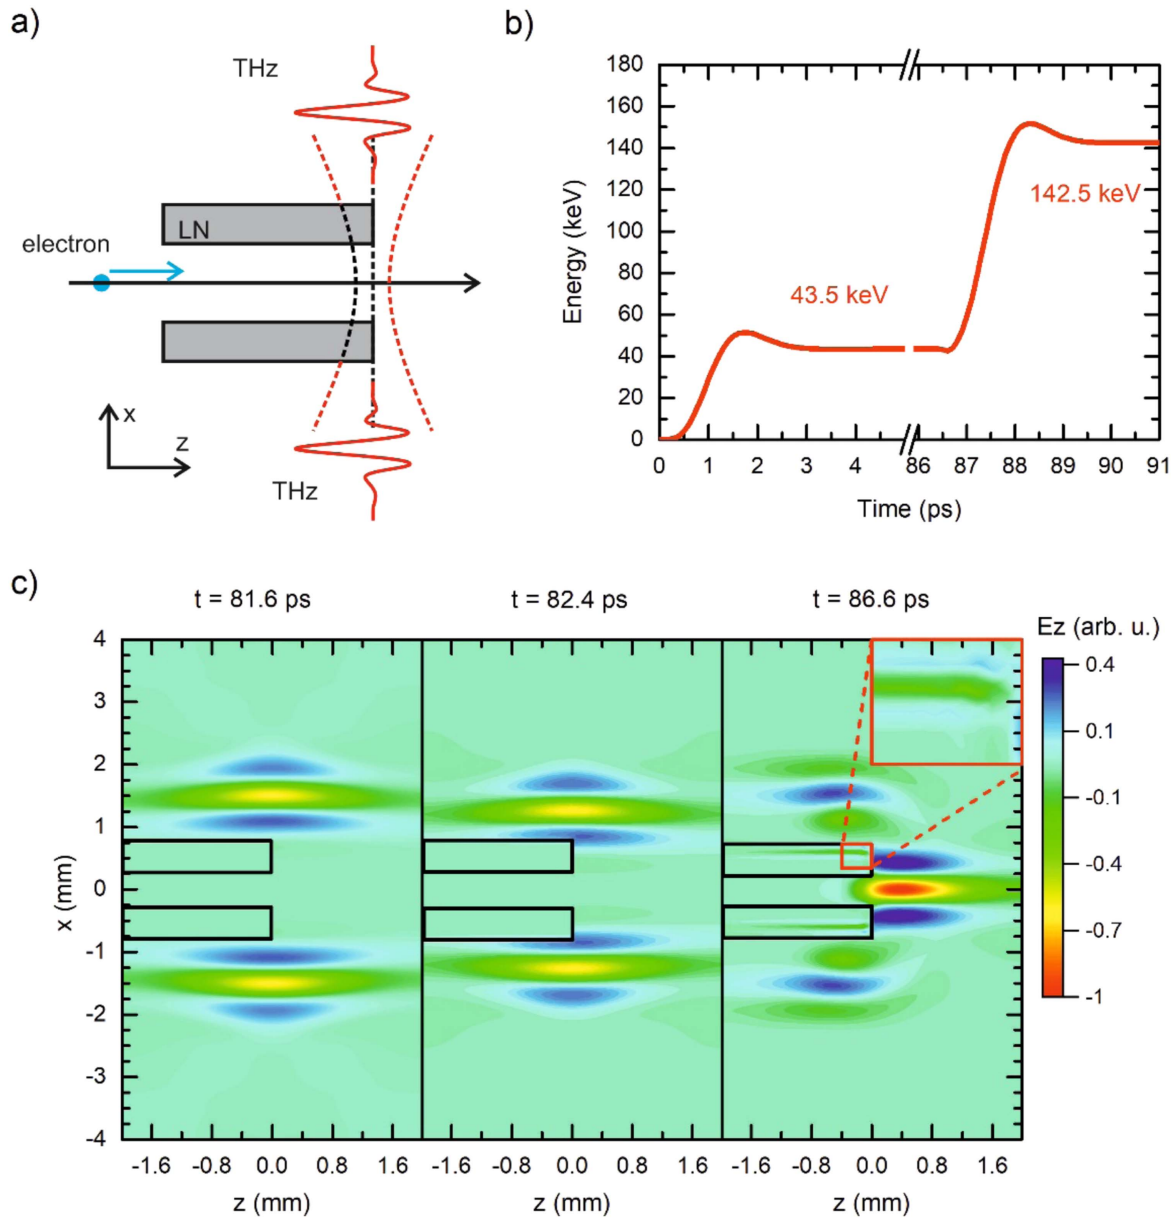 a)
THz
LN
electron
x
z
THz
b)
180
160
140
120
100
80
60
40
20
0
Energy (keV)
43.5 keV
142.5 keV
0 1 2 3 4 86 87 88 89 90 91
Time (ps)
c)
t = 81.6 ps t = 82.4 ps t = 86.6 ps
Ez (arb. u.)
0.4
0.1
-0.1
-0.4
-0.7
-1
4
3
2
1
0
-1
-2
-3
-4
x (mm)
-1.6 -0.8 0.0 0.8 -1.6 -0.8 0.0 0.8 -1.6 -0.8 0.0 0.8 1.6
z (mm) z (mm) z (mm)